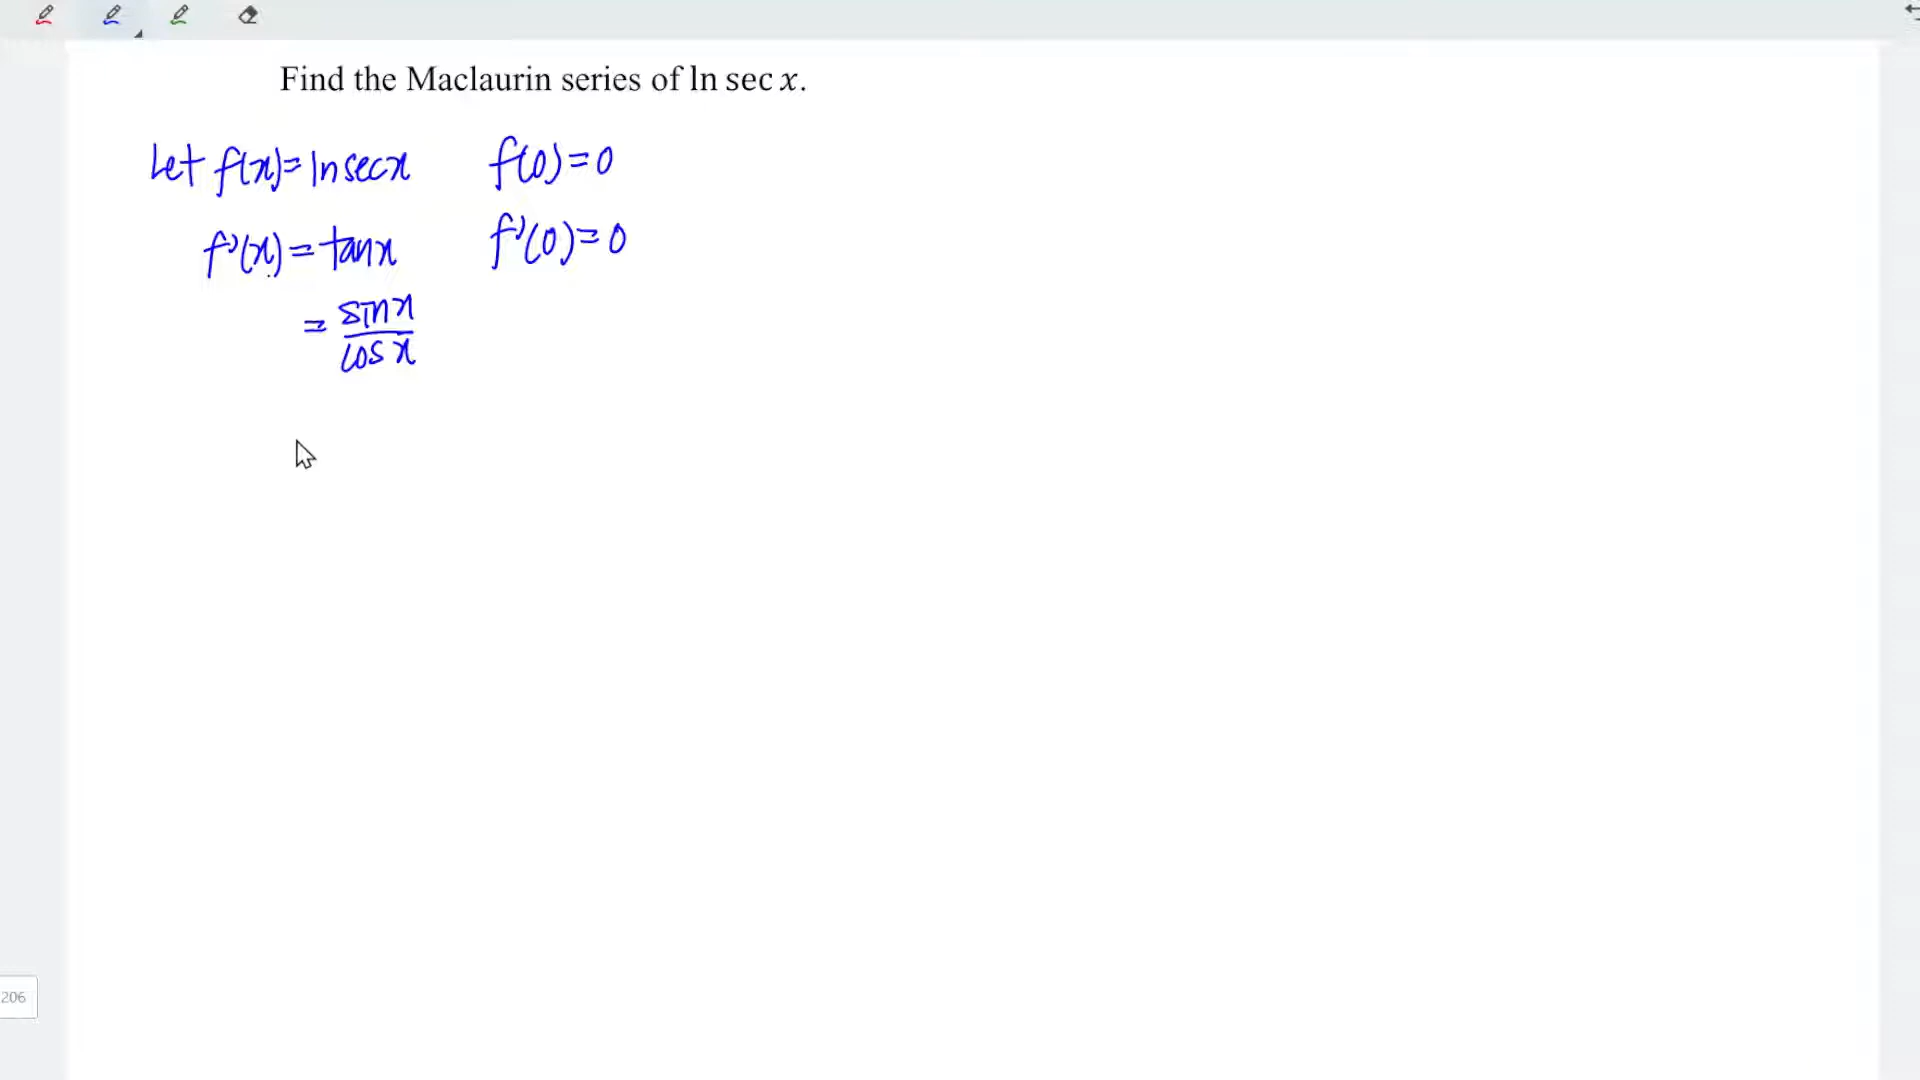 Find the Maclaurin series of ln sec x.
Let f(x)=ln sec x f(0)=0
f'(x)=tan x f'(0)=0
= sin x
cos x
206